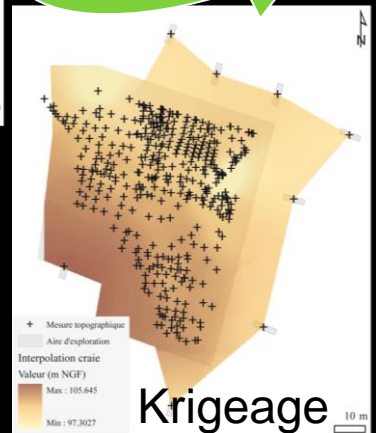 N
+ Mesure topographique
Aire d'exploration
Interpolation craie
Valeur (m NGF)
Max : 105.645
Min : 97.3027
Krigeage
10 m